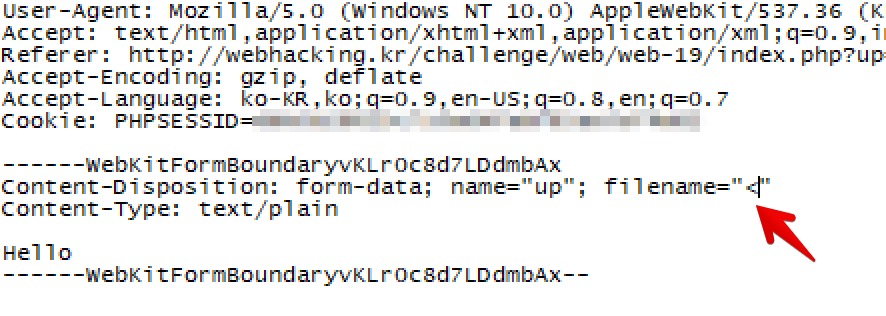 User-Agent: Mozilla/5.0 (Windows NT 10.0) AppleWebKit/537.36 (K
Accept: text/html,application/xhtml+xml,application/xml;q=0.9,i
Referer: http://webhacking.kr/challenge/web/web-19/index.php?up
Accept-Encoding: gzip, deflate
Accept-Language: ko-KR,ko;q=0.9,en-US;q=0.8,en;q=0.7
Cookie: PHPSESSID=
------WebKitFormBoundaryvKLrOc8d7LDdmbAx
Content-Disposition: form-data; name="up"; filename="<"
Content-Type: text/plain
Hello
------WebKitFormBoundaryvKLrOc8d7LDdmbAx--